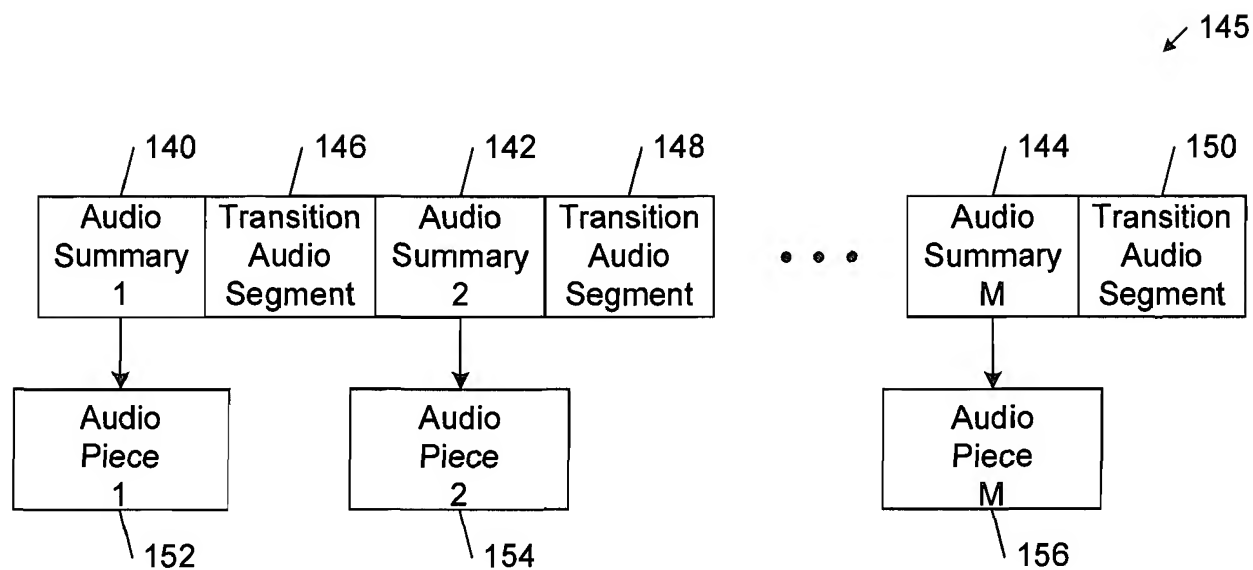 145
140
146
142
148
144
150
Audio
Summary
1
Transition
Audio
Segment
Audio
Summary
2
Transition
Audio
Segment
• • •
Audio
Summary
M
Transition
Audio
Segment
Audio
Piece
1
Audio
Piece
2
Audio
Piece
M
152
154
156